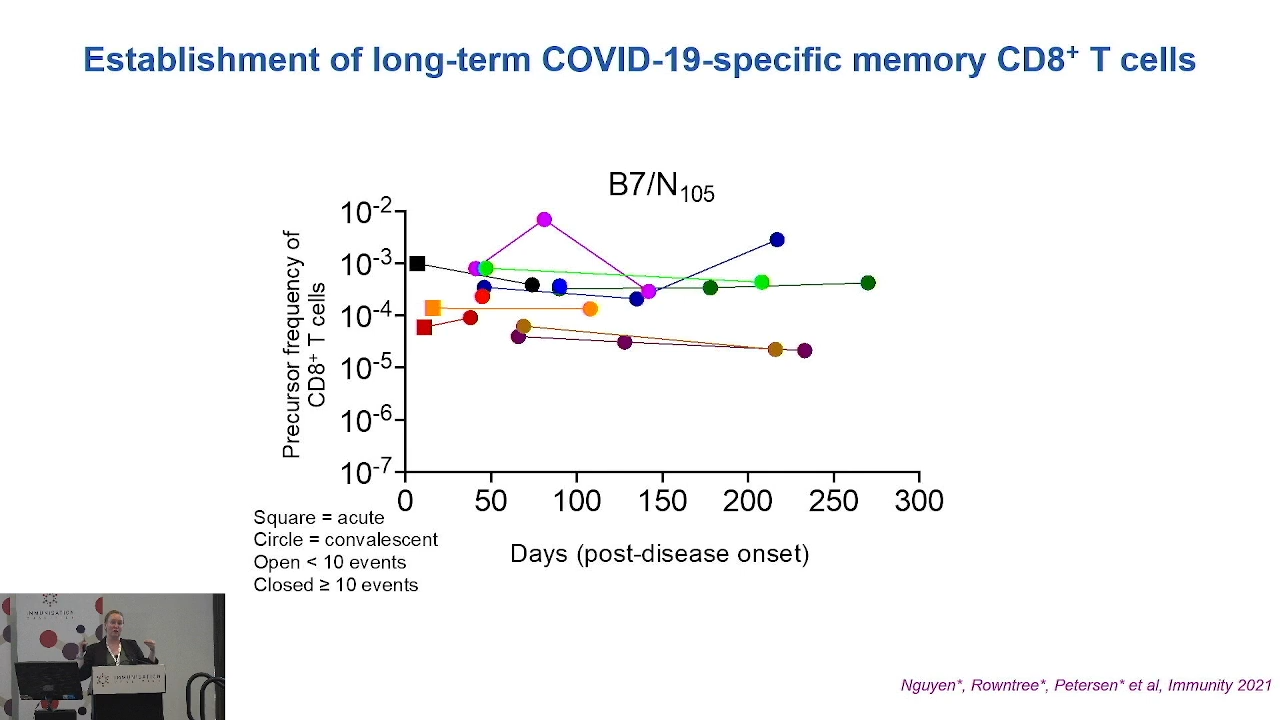 Establishment of long-term COVID-19-specific memory CD8⁺ T cells
B7/N₁₀₅
Precursor frequency of
CD8⁺ T cells
10⁻²
10⁻³
10⁻⁴
10⁻⁵
10⁻⁶
10⁻⁷
0 50 100 150 200 250 300
Days (post-disease onset)
Square = acute
Circle = convalescent
Open < 10 events
Closed ≥ 10 events
IMMUNISATION
IMMUNISATION
Nguyen*, Rowntree*, Petersen* et al, Immunity 2021